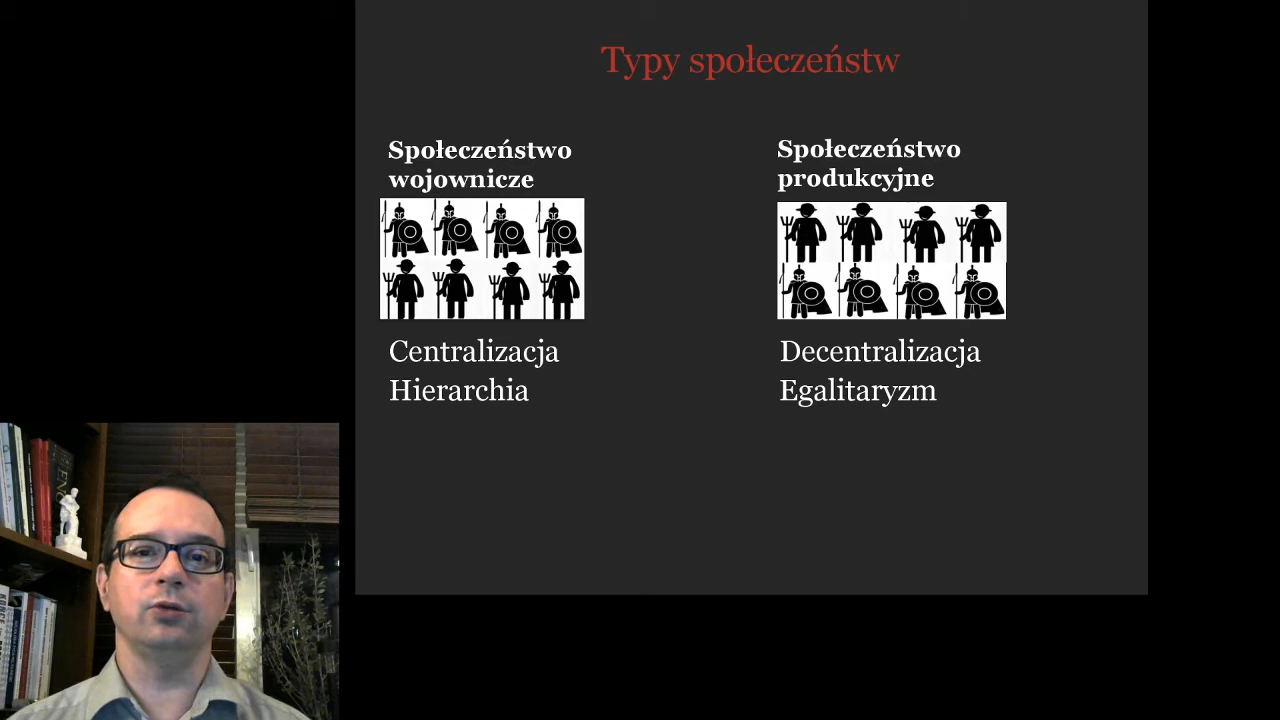 Typy społeczeństw
Społeczeństwo
wojownicze
Społeczeństwo
produkcyjne
Centralizacja
Hierarchia
Decentralizacja
Egalitaryzm